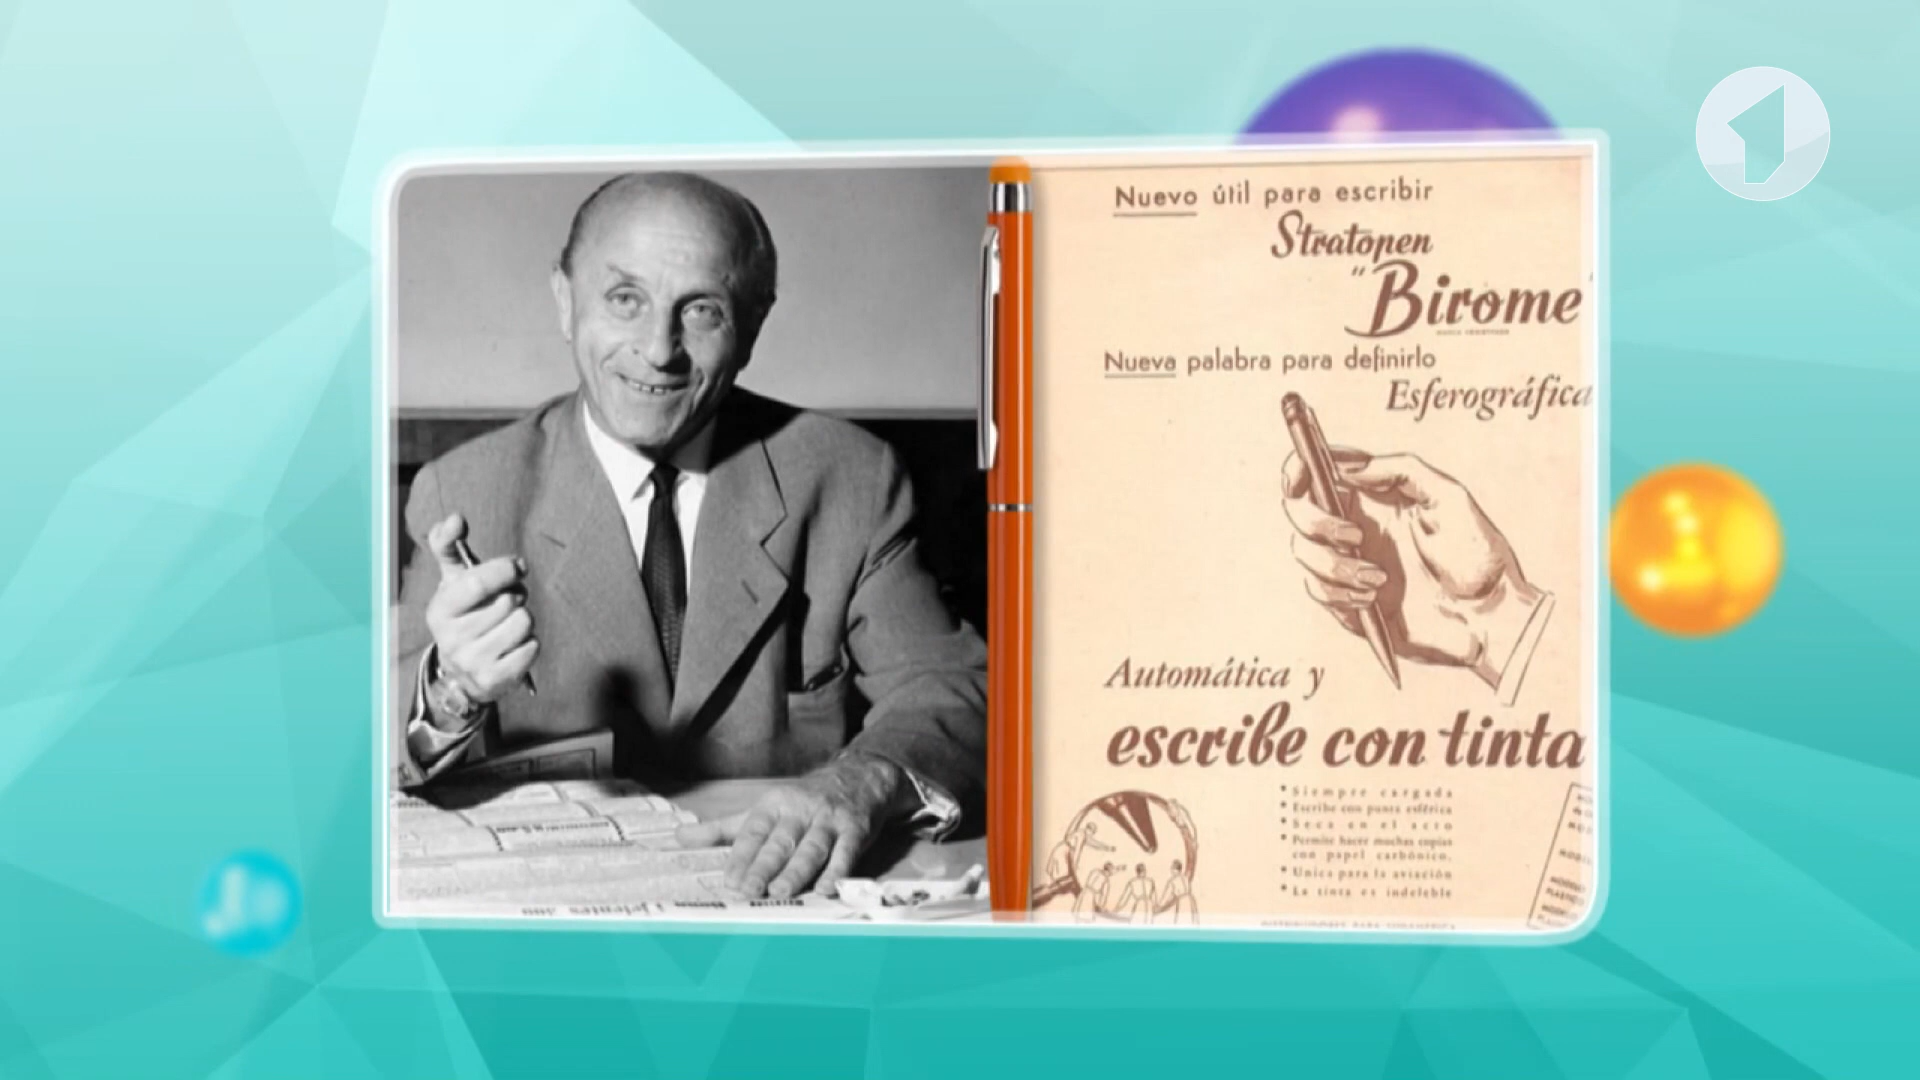 Nuevo útil para escribir
Stratopen
"Birome"
Nueva palabra para definirlo
Esferográfica
Automática y
escribe con tinta
• Siempre cargada
• Escribe con punta esférica
• Seca en el acto
• Permite hacer muchas copias
con papel carbónico.
• Unica para la aviación
• La tinta es indeleble